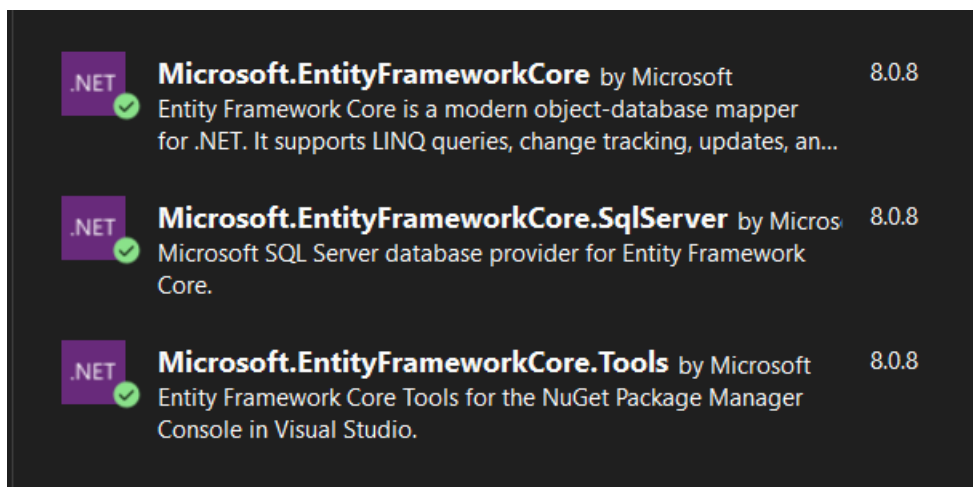 .NET
Microsoft.EntityFrameworkCore by Microsoft 8.0.8
Entity Framework Core is a modern object-database mapper
for .NET. It supports LINQ queries, change tracking, updates, an...
.NET
Microsoft.EntityFrameworkCore.SqlServer by Micros 8.0.8
Microsoft SQL Server database provider for Entity Framework
Core.
.NET
Microsoft.EntityFrameworkCore.Tools by Microsoft 8.0.8
Entity Framework Core Tools for the NuGet Package Manager
Console in Visual Studio.